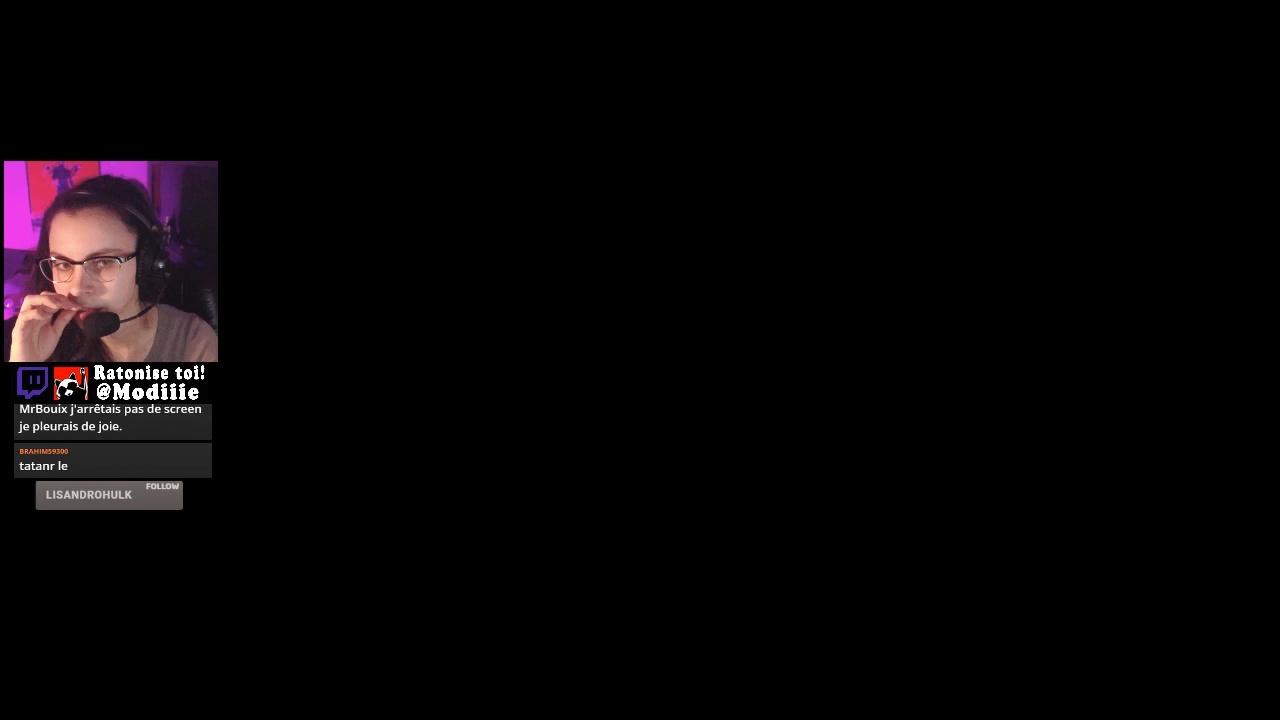 Ratonise toi!
@Modiiie
MrBouix j'arrêtais pas de screen
je pleurais de joie.
BRAHIM59300
tatanr le
FOLLOW
LISANDROHULK